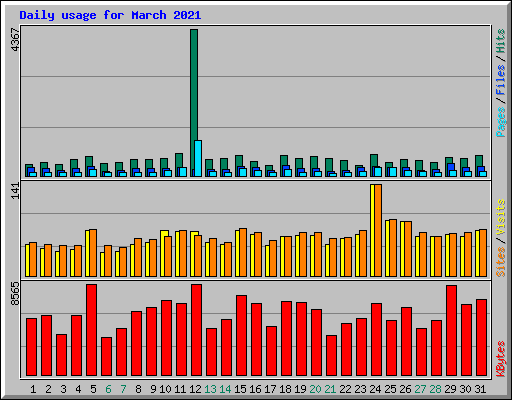 Daily usage for March 2021
4367
Pages / Files / Hits
141
Sites / Visits
8565
KBytes
1 2 3 4 5 6 7 8 9 10 11 12 13 14 15 16 17 18 19 20 21 22 23 24 25 26 27 28 29 30 31